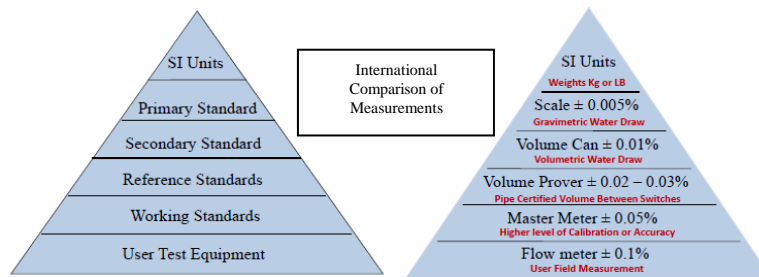 SI Units
Primary Standard
Secondary Standard
Reference Standards
Working Standards
User Test Equipment
International
Comparison of
Measurements
SI Units
Weights Kg or LB
Scale ± 0.005%
Gravimetric Water Draw
Volume Can ± 0.01%
Volumetric Water Draw
Volume Prover ± 0.02 – 0.03%
Pipe Certified Volume Between Switches
Master Meter ± 0.05%
Higher level of Calibration or Accuracy
Flow meter ± 0.1%
User Field Measurement